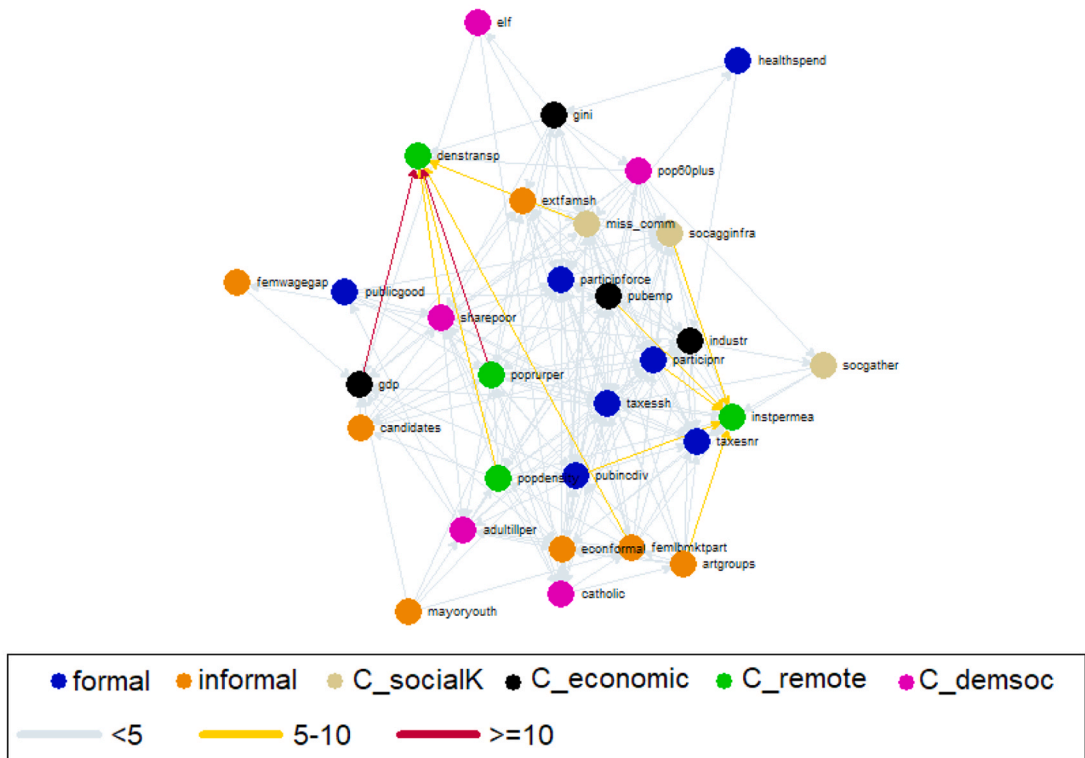 elf
healthspend
gini
denstransp
pop60plus
extfamsh
miss_comm
socagginfra
femwagegap
publicgood
participforce
pubemp
sharepoor
industr
participnr
socgather
poprurper
gdp
taxessh
instpermea
candidates
taxesnr
popdensity
pubincdiv
adultillper
econformal
femlbmktpart
artgroups
catholic
mayoryouth
formal informal C_socialK C_economic C_remote C_demsoc
<5 5-10 >=10